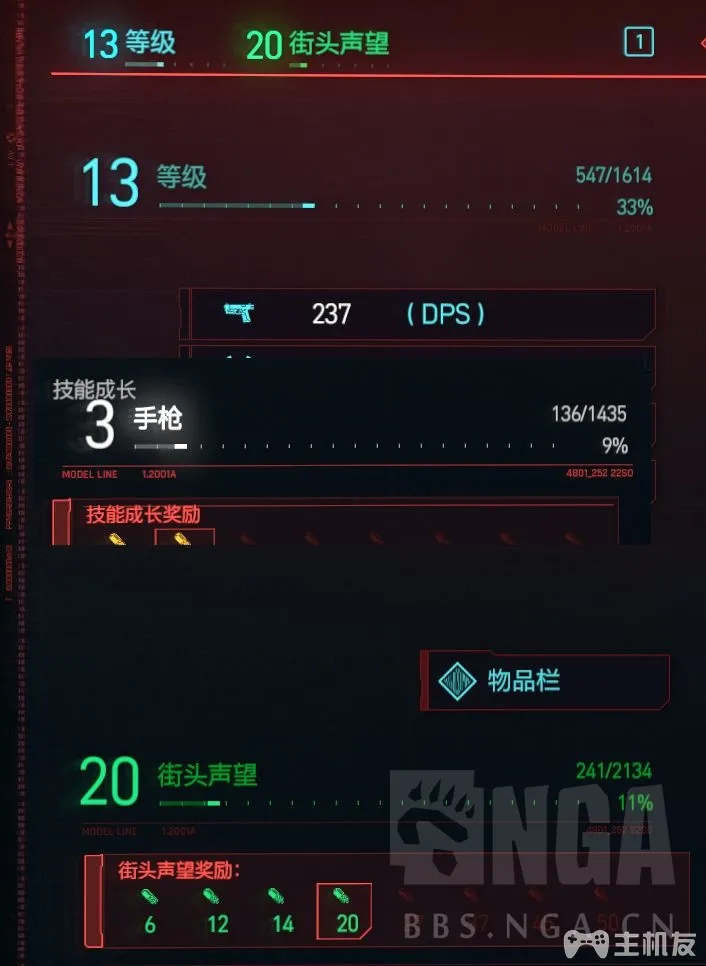 13 等级 20 街头声望 1
13 等级 547/1614
33%
237 (DPS)
技能成长
3 手枪 136/1435
9%
MODEL LINE 1.2001A 4801_252 22S0
技能成长奖励
物品栏
20 街头声望 241/2134
11%
MODEL LINE 1.2001A
街头声望奖励:
6 12 14 20
NGA
BBS.NGA.CN
主机友